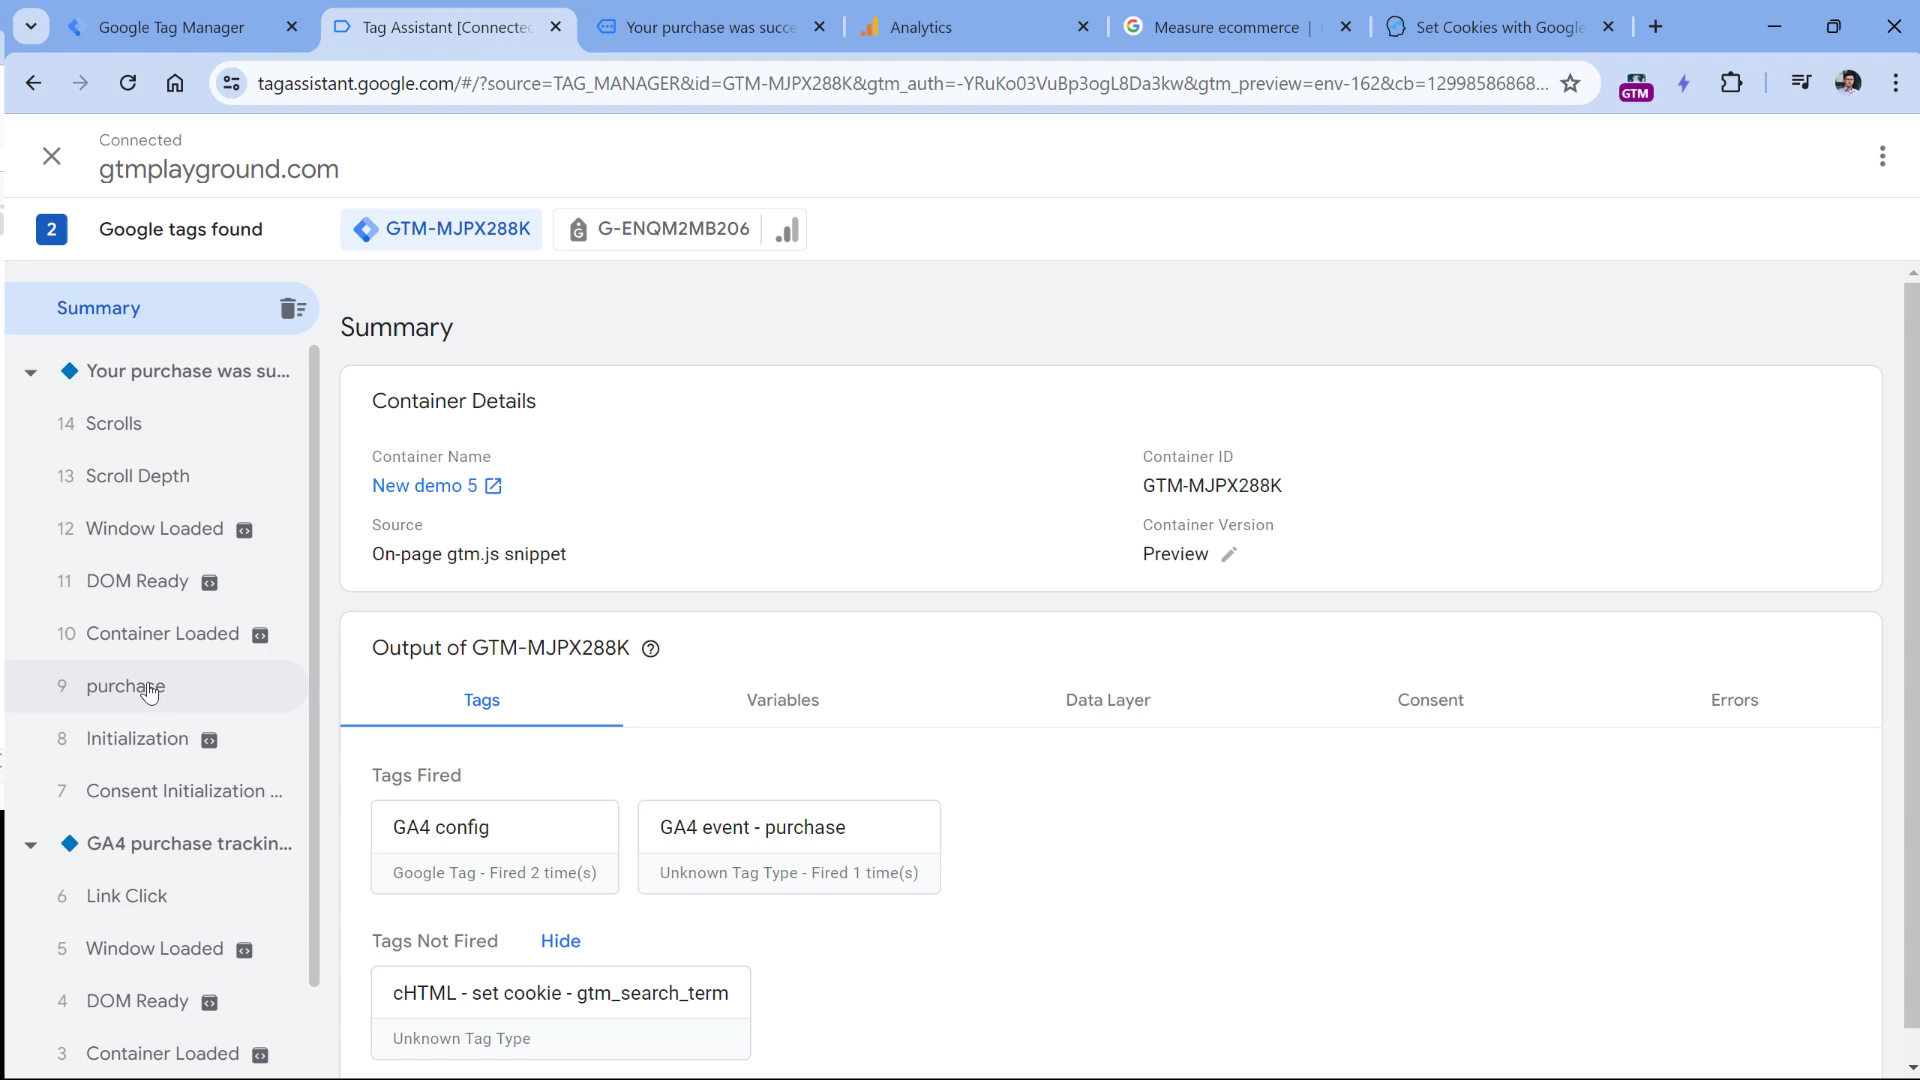 Google Tag Manager
Tag Assistant [Connected
Your purchase was succe
Analytics
Measure ecommerce |
Set Cookies with Google
tagassistant.google.com/#/?source=TAG_MANAGER&id=GTM-MJPX288K&gtm_auth=-YRuKo03VuBp3ogL8Da3kw&gtm_preview=env-162&cb=12998586868...
GTM
Connected
gtmplayground.com
2
Google tags found
GTM-MJPX288K
G-ENQM2MB206
Summary
Your purchase was su...
14 Scrolls
13 Scroll Depth
12 Window Loaded
11 DOM Ready
10 Container Loaded
9 purchase
8 Initialization
7 Consent Initialization ...
GA4 purchase trackin...
6 Link Click
5 Window Loaded
4 DOM Ready
3 Container Loaded
Summary
Container Details
Container Name
New demo 5
Container ID
GTM-MJPX288K
Source
On-page gtm.js snippet
Container Version
Preview
Output of GTM-MJPX288K
Tags
Variables
Data Layer
Consent
Errors
Tags Fired
GA4 config
Google Tag - Fired 2 time(s)
GA4 event - purchase
Unknown Tag Type - Fired 1 time(s)
Tags Not Fired
Hide
cHTML - set cookie - gtm_search_term
Unknown Tag Type